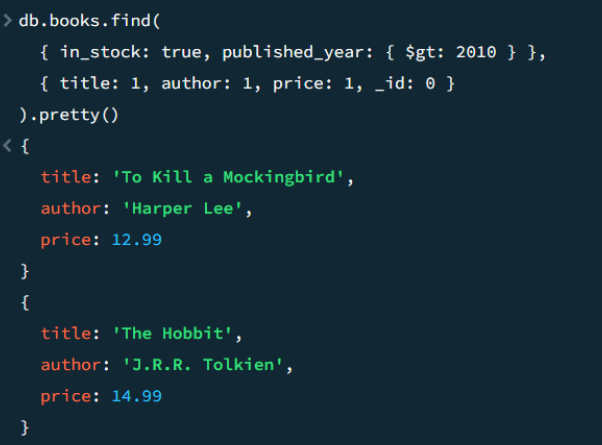 > db.books.find(
{ in_stock: true, published_year: { $gt: 2010 } },
{ title: 1, author: 1, price: 1, _id: 0 }
).pretty()
< {
title: 'To Kill a Mockingbird',
author: 'Harper Lee',
price: 12.99
}
{
title: 'The Hobbit',
author: 'J.R.R. Tolkien',
price: 14.99
}